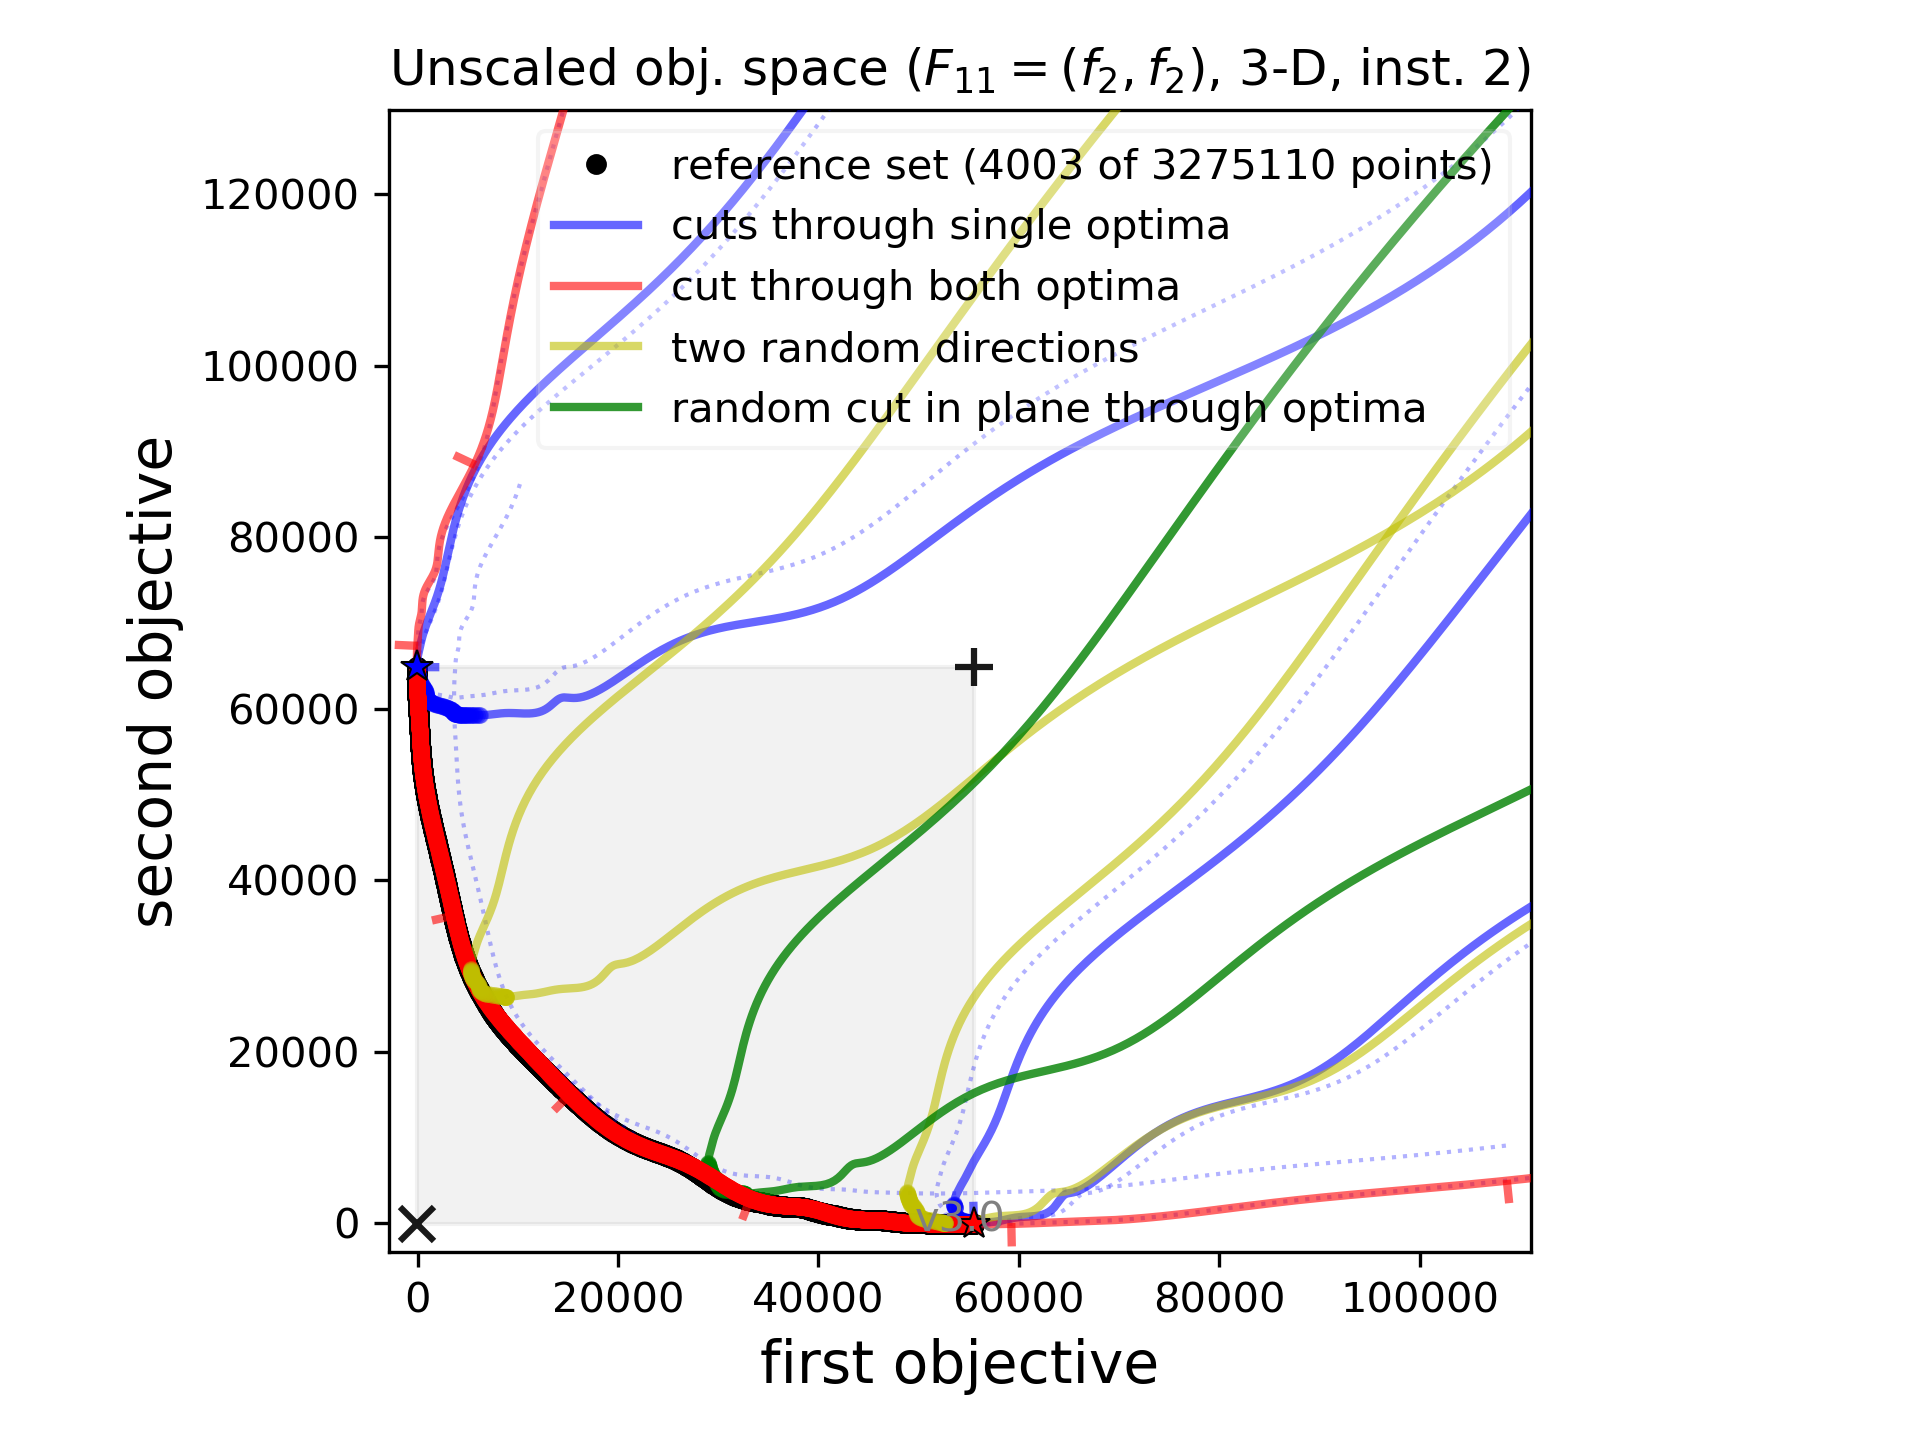 Unscaled obj. space (F₁₁ = (f₂, f₂), 3-D, inst. 2)
reference set (4003 of 3275110 points)
cuts through single optima
cut through both optima
two random directions
random cut in plane through optima
second objective
120000
100000
80000
60000
40000
20000
0
v3.0
0 20000 40000 60000 80000 100000
first objective